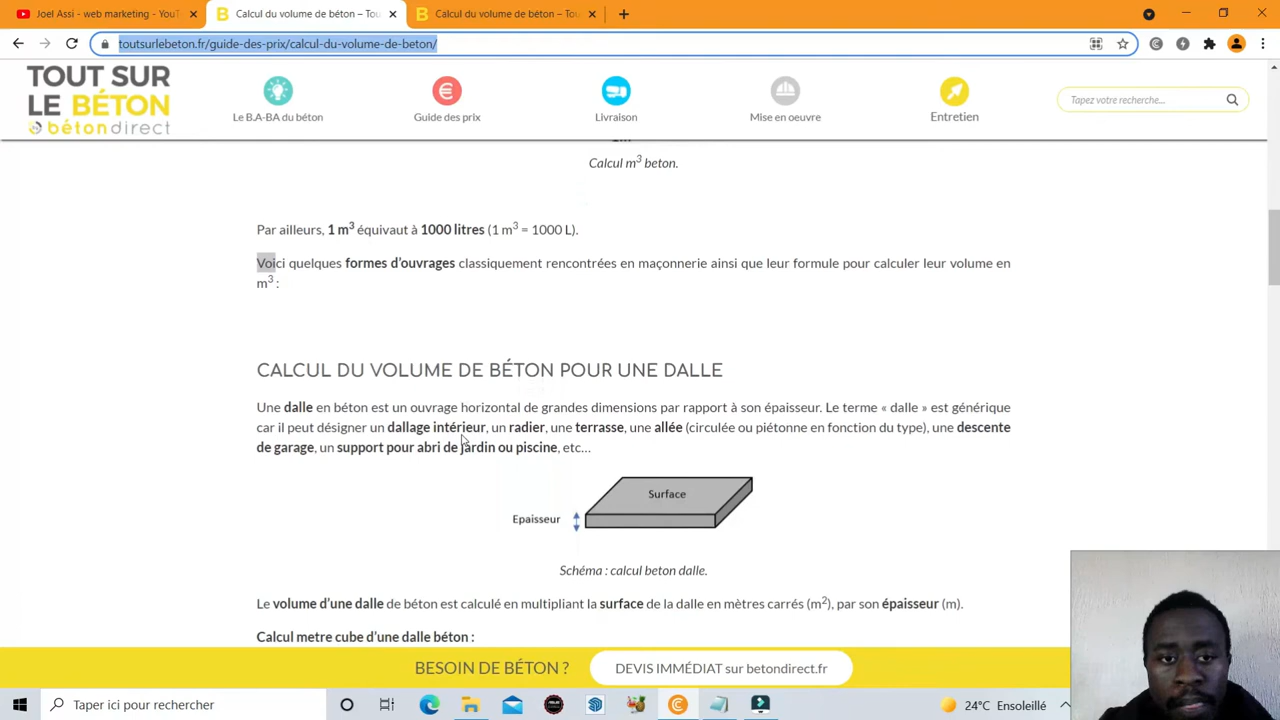 Joel Assi - web marketing - YouT
Calcul du volume de béton – Tou
Calcul du volume de béton – Tou
toutsurlebeton.fr/guide-des-prix/calcul-du-volume-de-beton/
TOUT SUR
LE BÉTON
bétondirect
Le B.A-BA du béton
Guide des prix
Livraison
Mise en oeuvre
Entretien
Tapez votre recherche...
Calcul m³ beton.
Par ailleurs, 1 m³ équivaut à 1000 litres (1 m³ = 1000 L).
Voici quelques formes d’ouvrages classiquement rencontrées en maçonnerie ainsi que leur formule pour calculer leur volume en
m³ :
CALCUL DU VOLUME DE BÉTON POUR UNE DALLE
Une dalle en béton est un ouvrage horizontal de grandes dimensions par rapport à son épaisseur. Le terme « dalle » est générique
car il peut désigner un dallage intérieur, un radier, une terrasse, une allée (circulée ou piétonne en fonction du type), une descente
de garage, un support pour abri de jardin ou piscine, etc...
Surface
Epaisseur
Schéma : calcul beton dalle.
Le volume d’une dalle de béton est calculé en multipliant la surface de la dalle en mètres carrés (m²), par son épaisseur (m).
Calcul metre cube d’une dalle béton :
BESOIN DE BÉTON ?
DEVIS IMMÉDIAT sur betondirect.fr
Taper ici pour rechercher
24°C Ensoleillé